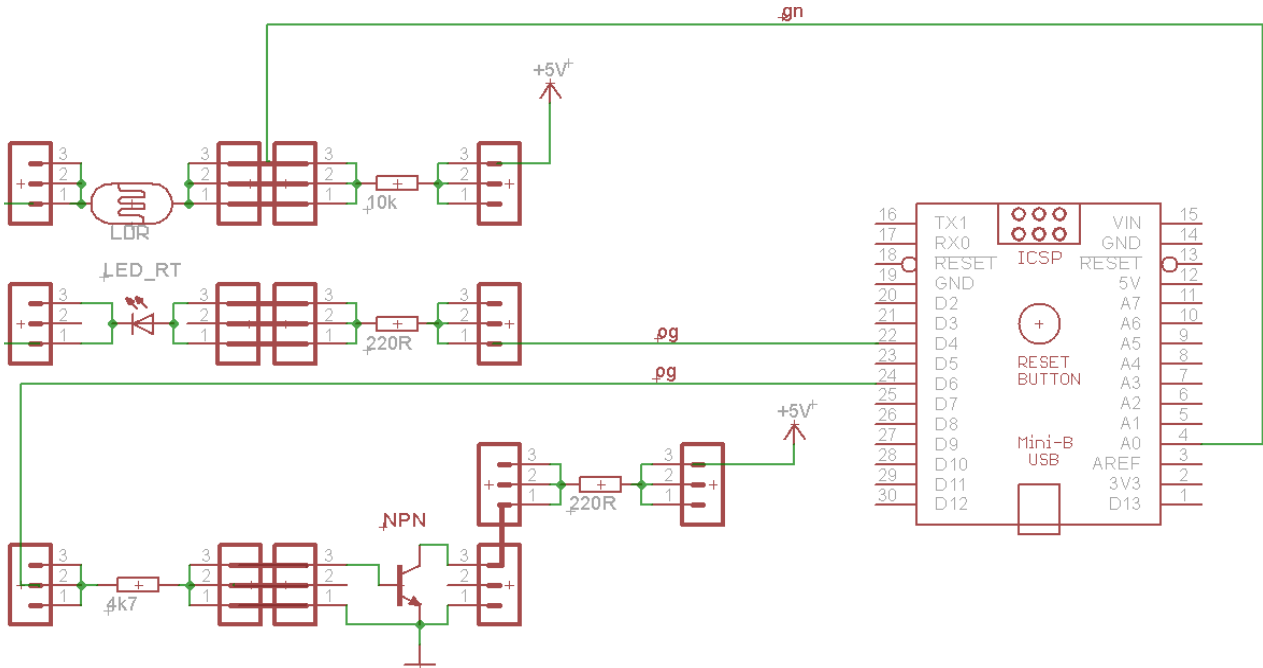 gn
+5V
3
2
1
LDR
3
2
1
3
2
1
10k
3
2
1
LED_RT
3
2
1
3
2
1
3
2
1
220R
3
2
1
og
og
16 TX1
17 RX0
18 RESET
19 GND
20 D2
21 D3
22 D4
23 D5
24 D6
25 D7
26 D8
27 D9
28 D10
29 D11
30 D12
ICSP
RESET
BUTTON
Mini-B
USB
VIN 15
GND 14
RESET 13
5V 12
A7 11
A6 10
A5 9
A4 8
A3 7
A2 6
A1 5
A0 4
AREF 3
3V3 2
D13 1
+5V
3
2
1
220R
3
2
1
NPN
3
2
1
4k7
3
2
1
3
2
1
3
2
1